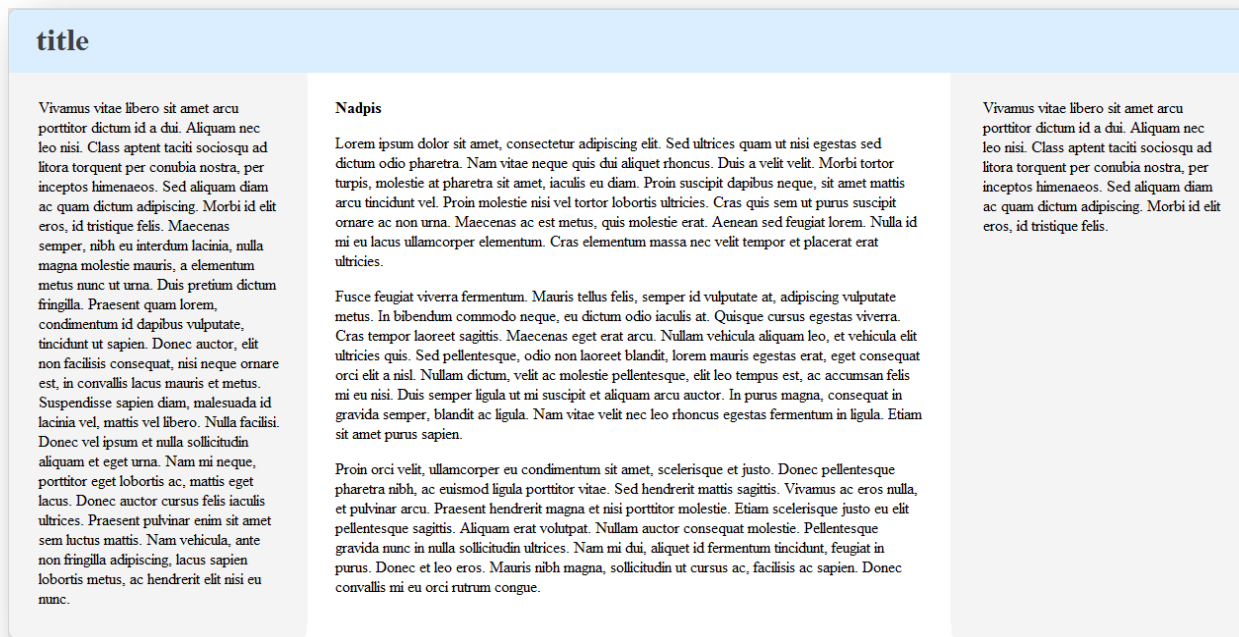 title
Vivamus vitae libero sit amet arcu
porttitor dictum id a dui. Aliquam nec
leo nisi. Class aptent taciti sociosqu ad
litora torquent per conubia nostra, per
inceptos himenaeos. Sed aliquam diam
ac quam dictum adipiscing. Morbi id elit
eros, id tristique felis. Maecenas
semper, nibh eu interdum lacinia, nulla
magna molestie mauris, a elementum
metus nunc ut urna. Duis pretium dictum
fringilla. Praesent quam lorem,
condimentum id dapibus vulputate,
tincidunt ut sapien. Donec auctor, elit
non facilisis consequat, nisi neque ornare
est, in convallis lacus mauris et metus.
Suspendisse sapien diam, malesuada id
lacinia vel, mattis vel libero. Nulla facilisi.
Donec vel ipsum et nulla sollicitudin
aliquam et eget urna. Nam mi neque,
porttitor eget lobortis ac, mattis eget
lacus. Donec auctor cursus felis iaculis
ultrices. Praesent pulvinar enim sit amet
sem luctus mattis. Nam vehicula, ante
non fringilla adipiscing, lacus sapien
lobortis metus, ac hendrerit elit nisi eu
nunc.
Nadpis
Lorem ipsum dolor sit amet, consectetur adipiscing elit. Sed ultrices quam ut nisi egestas sed
dictum odio pharetra. Nam vitae neque quis dui aliquet rhoncus. Duis a velit velit. Morbi tortor
turpis, molestie at pharetra sit amet, iaculis eu diam. Proin suscipit dapibus neque, sit amet mattis
arcu tincidunt vel. Proin molestie nisi vel tortor lobortis ultricies. Cras quis sem ut purus suscipit
ornare ac non urna. Maecenas ac est metus, quis molestie erat. Aenean sed feugiat lorem. Nulla id
mi eu lacus ullamcorper elementum. Cras elementum massa nec velit tempor et placerat erat
ultricies.
Fusce feugiat viverra fermentum. Mauris tellus felis, semper id vulputate at, adipiscing vulputate
metus. In bibendum commodo neque, eu dictum odio iaculis at. Quisque cursus egestas viverra.
Cras tempor laoreet sagittis. Maecenas eget erat arcu. Nullam vehicula aliquam leo, et vehicula elit
ultricies quis. Sed pellentesque, odio non laoreet blandit, lorem mauris egestas erat, eget consequat
orci elit a nisl. Nullam dictum, velit ac molestie pellentesque, elit leo tempus est, ac accumsan felis
mi eu nisi. Duis semper ligula ut mi suscipit et aliquam arcu auctor. In purus magna, consequat in
gravida semper, blandit ac ligula. Nam vitae velit nec leo rhoncus egestas fermentum in ligula. Etiam
sit amet purus sapien.
Proin orci velit, ullamcorper eu condimentum sit amet, scelerisque et justo. Donec pellentesque
pharetra nibh, ac euismod ligula porttitor vitae. Sed hendrerit mattis sagittis. Vivamus ac eros nulla,
et pulvinar arcu. Praesent hendrerit magna et nisi porttitor molestie. Etiam scelerisque justo eu elit
pellentesque sagittis. Aliquam erat volutpat. Nullam auctor consequat molestie. Pellentesque
gravida nunc in nulla sollicitudin ultrices. Nam mi dui, aliquet id fermentum tincidunt, feugiat in
purus. Donec et leo eros. Mauris nibh magna, sollicitudin ut cursus ac, facilisis ac sapien. Donec
convallis mi eu orci rutrum congue.
Vivamus vitae libero sit amet arcu
porttitor dictum id a dui. Aliquam nec
leo nisi. Class aptent taciti sociosqu ad
litora torquent per conubia nostra, per
inceptos himenaeos. Sed aliquam diam
ac quam dictum adipiscing. Morbi id elit
eros, id tristique felis.